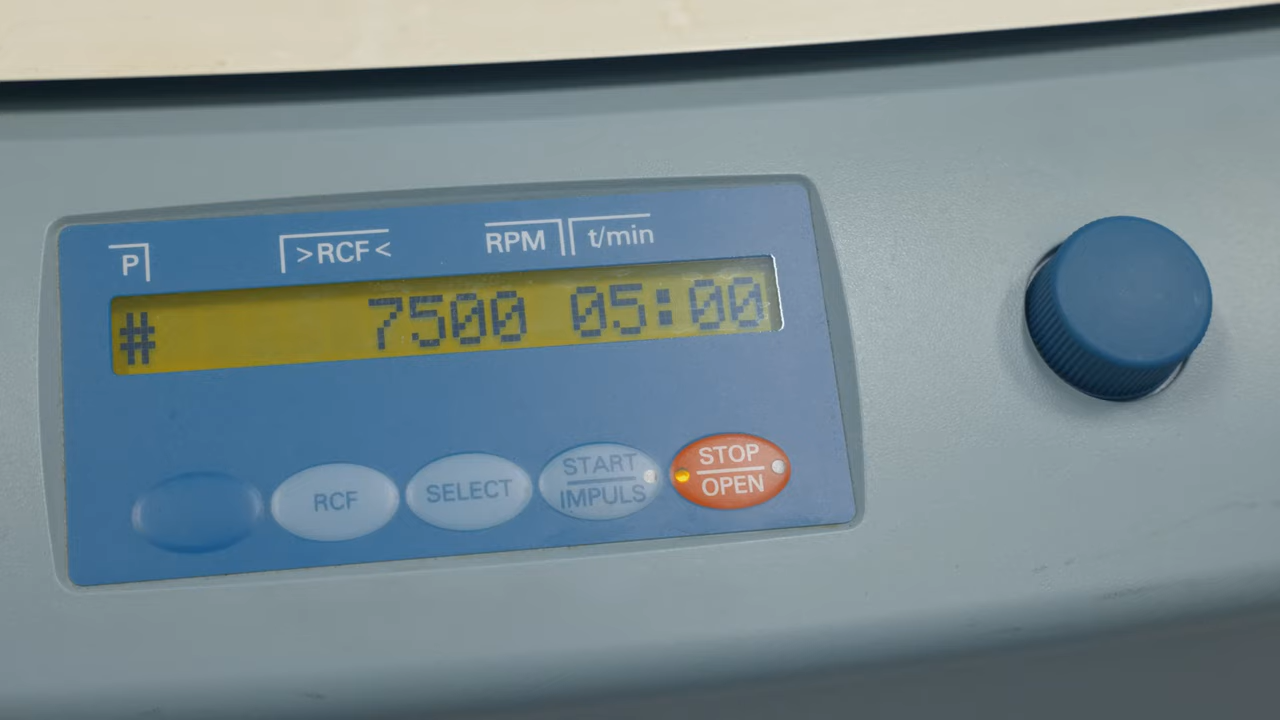 P >RCF< RPM t/min
# 7500 05:00
RCF SELECT START IMPULS STOP OPEN